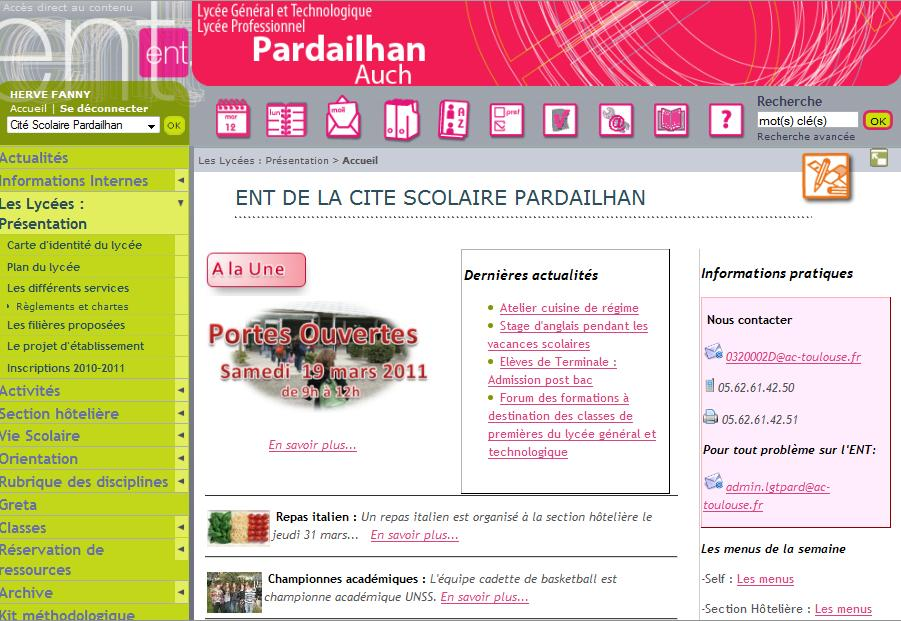 Accès direct au contenu
ent
ent
HERVE FANNY
Accueil | Se déconnecter
Cité Scolaire Pardailhan
OK
Lycée Général et Technologique
Lycée Professionnel
Pardailhan
Auch
mar
12
lun
mail
A
Z
pref
@
?
Recherche
mot(s) clé(s)
OK
Recherche avancée
Actualités
Informations Internes
Les Lycées :
Présentation
Carte d'identité du lycée
Plan du lycée
Les différents services
Règlements et chartes
Les filières proposées
Le projet d'établissement
Inscriptions 2010-2011
Activités
Section hôtelière
Vie Scolaire
Orientation
Rubrique des disciplines
Greta
Classes
Réservation de
ressources
Archive
Kit méthodologique
Les Lycées : Présentation > Accueil
ENT DE LA CITE SCOLAIRE PARDAILHAN
A la Une
Portes Ouvertes
Samedi 19 mars 2011
de 9h à 12h
En savoir plus...
Dernières actualités
Atelier cuisine de régime
Stage d'anglais pendant les
vacances scolaires
Elèves de Terminale :
Admission post bac
Forum des formations à
destination des classes de
premières du lycée général et
technologique
Repas italien : Un repas italien est organisé à la section hôtelière le
jeudi 31 mars... En savoir plus...
Championnes académiques : L'équipe cadette de basketball est
championne académique UNSS. En savoir plus...
Informations pratiques
Nous contacter
0320002D@ac-toulouse.fr
05.62.61.42.50
05.62.61.42.51
Pour tout problème sur l'ENT:
admin.lgtpard@ac-
toulouse.fr
Les menus de la semaine
-Self : Les menus
-Section Hôtelière : Les menus